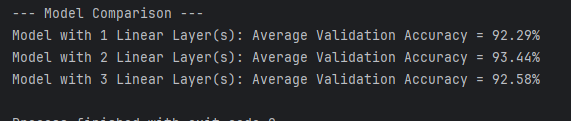 --- Model Comparison ---
Model with 1 Linear Layer(s): Average Validation Accuracy = 92.29%
Model with 2 Linear Layer(s): Average Validation Accuracy = 93.44%
Model with 3 Linear Layer(s): Average Validation Accuracy = 92.58%
Process finished with exit code 0